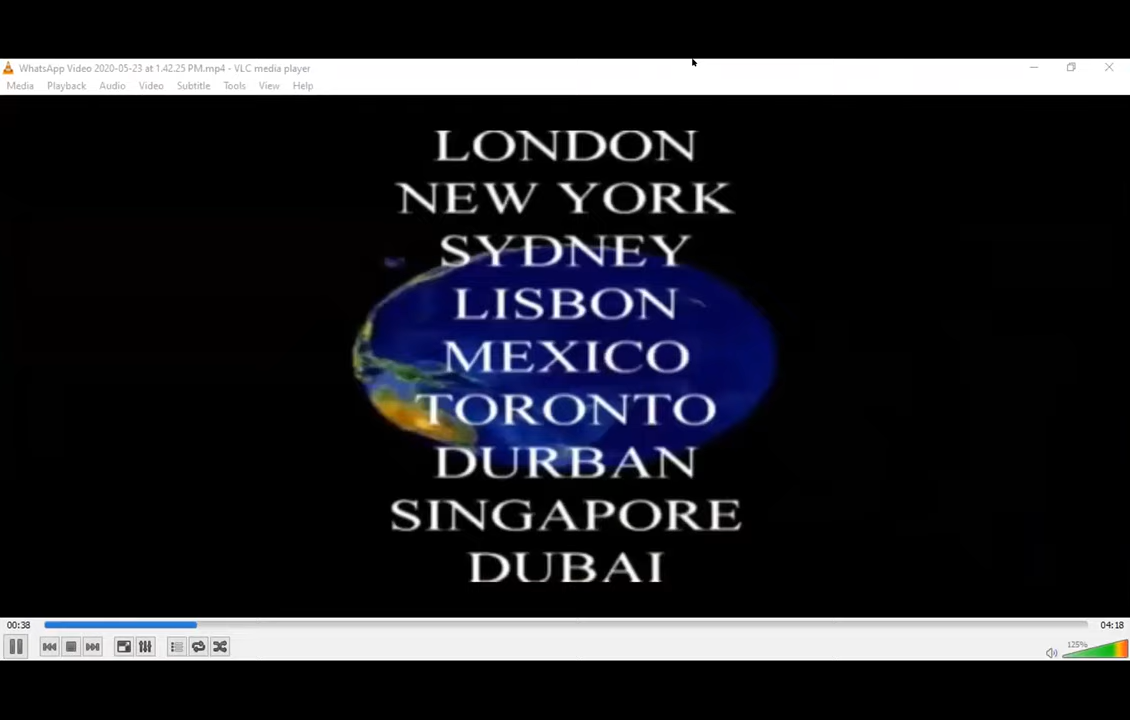 WhatsApp Video 2020-05-23 at 1.42.25 PM.mp4 - VLC media player
Media Playback Audio Video Subtitle Tools View Help
LONDON
NEW YORK
SYDNEY
LISBON
MEXICO
TORONTO
DURBAN
SINGAPORE
DUBAI
00:38 04:18
125%